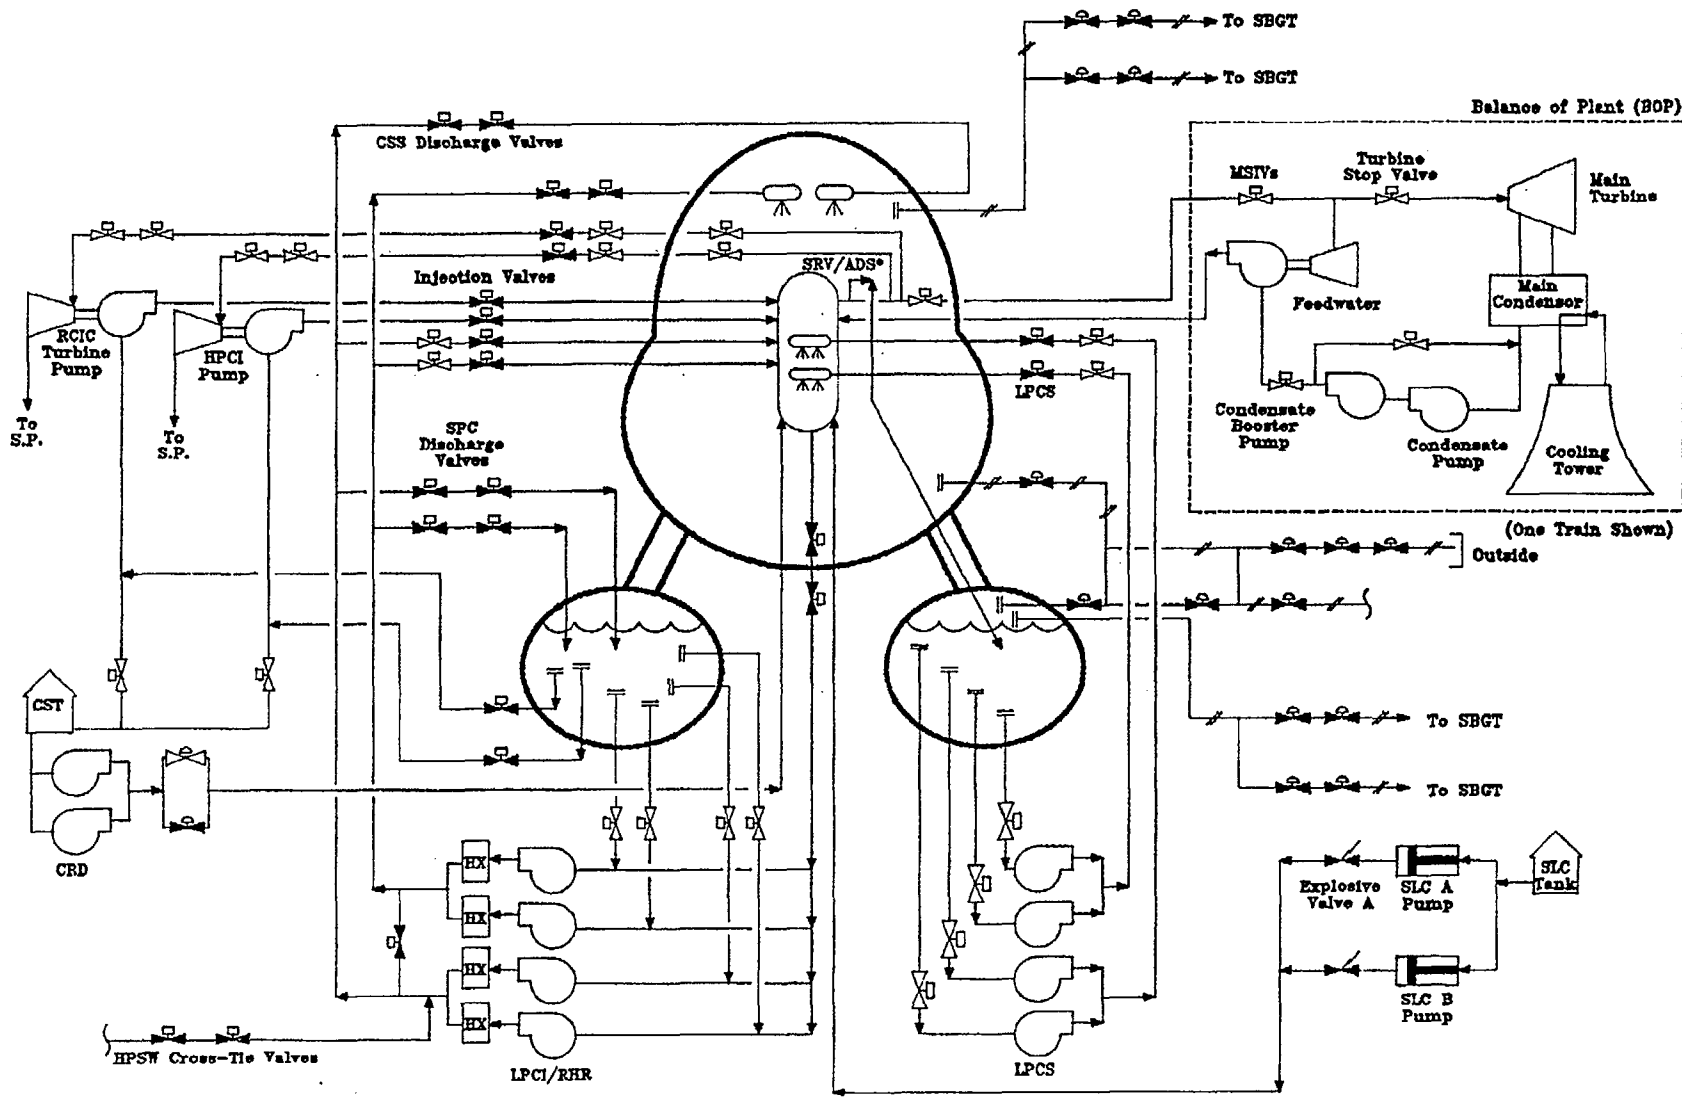 To SBGT
To SBGT
Balance of Plant (BOP)
CSS Discharge Valves
MSIVs
Turbine
Stop Valve
Main
Turbine
SRV/ADS*
Injection Valves
Feedwater
Main
Condensor
RCIC
Turbine
Pump
HPCI
Pump
LPCS
To
S.P.
To
S.P.
SPC
Discharge
Valves
Condensate
Booster
Pump
Condensate
Pump
Cooling
Tower
(One Train Shown)
Outside
CST
To SBGT
To SBGT
CRD
HX
HX
HX
HX
Explosive
Valve A
SLC A
Pump
SLC
Tank
SLC B
Pump
HPSW Cross-Tie Valves
LPCI/RHR
LPCS